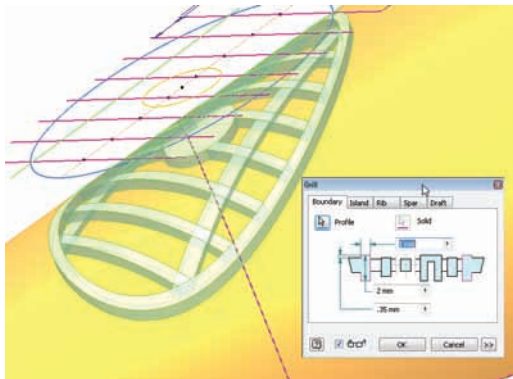 Grill
Boundary Island Rib Spar Draft
Profile Solid
2 mm
.35 mm
OK Cancel >>